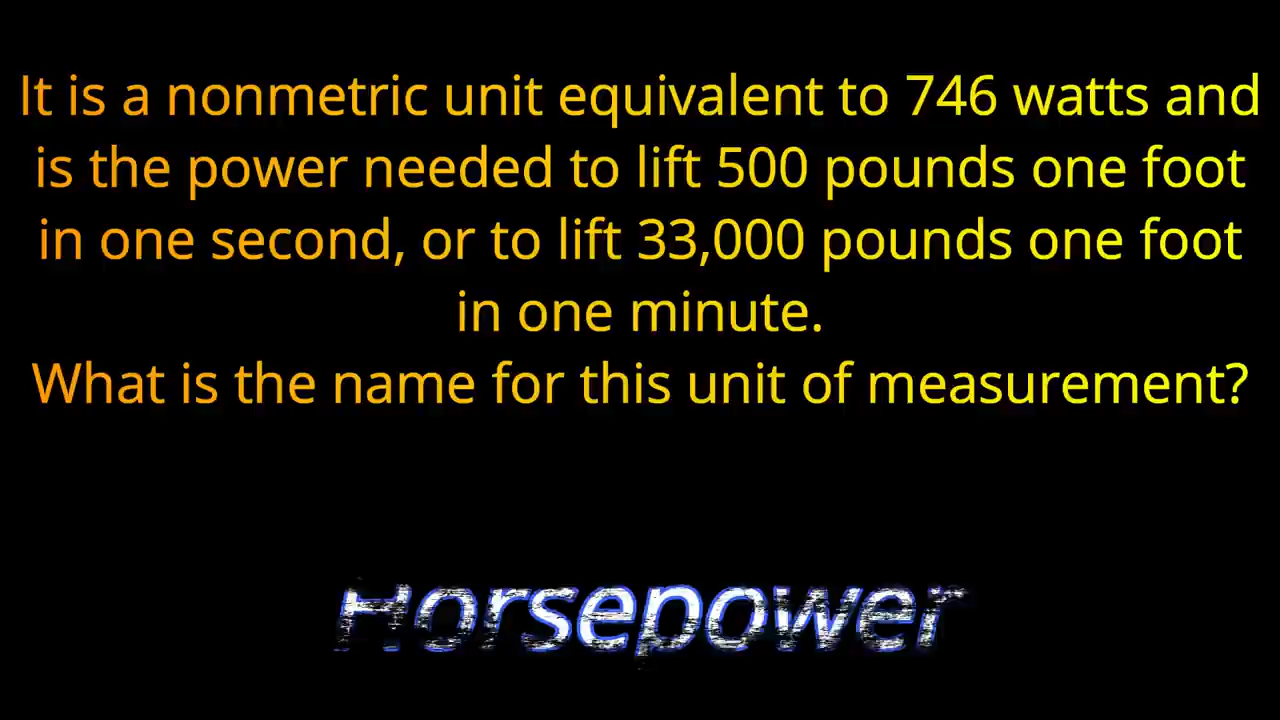 It is a nonmetric unit equivalent to 746 watts and
is the power needed to lift 500 pounds one foot
in one second, or to lift 33,000 pounds one foot
in one minute.
What is the name for this unit of measurement?
Horsepower